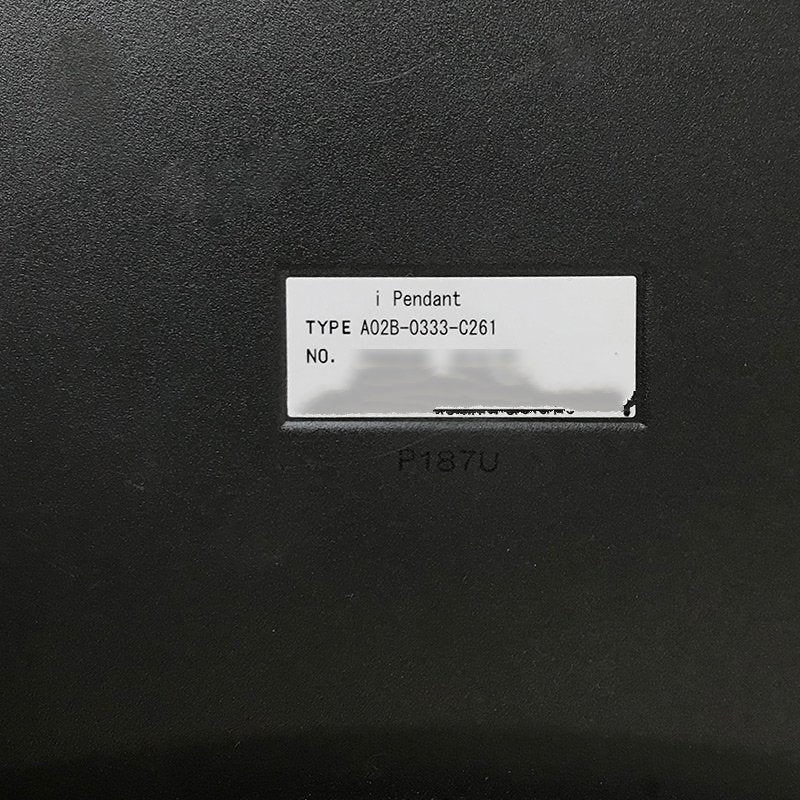 i Pendant
TYPE A02B-0333-C261
NO.
P187U